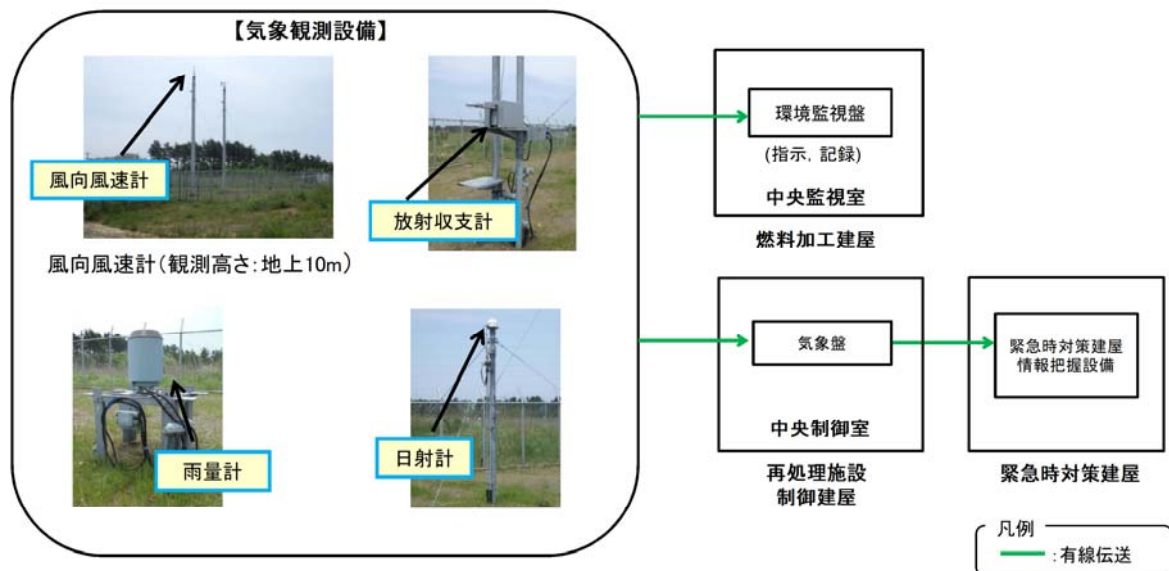 【気象観測設備】
風向風速計
風向風速計(観測高さ:地上10m)
放射収支計
雨量計
日射計
環境監視盤
(指示,記録)
中央監視室
燃料加工建屋
気象盤
中央制御室
再処理施設
制御建屋
緊急時対策建屋
情報把握設備
緊急時対策建屋
凡例
:有線伝送